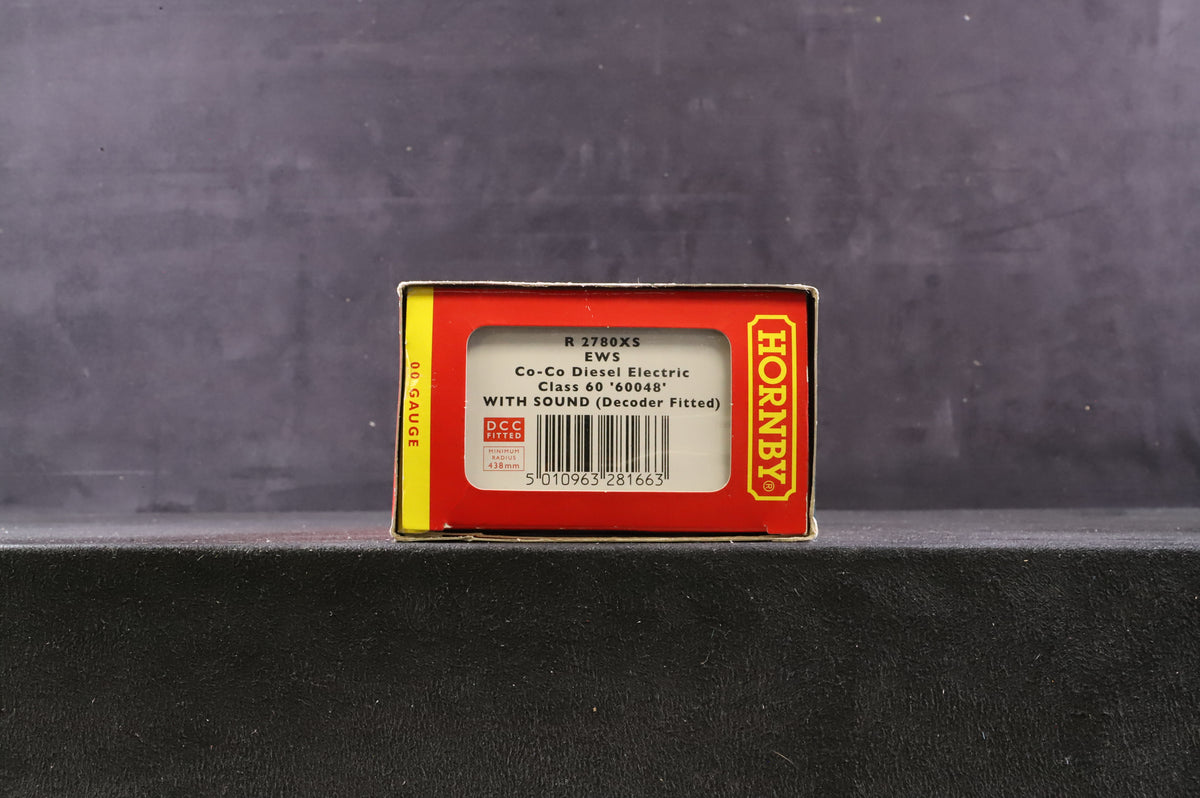 00 GAUGE
R 2780XS
EWS
Co-Co Diesel Electric
Class 60 '60048'
WITH SOUND (Decoder Fitted)
DCC
FITTED
MINIMUM
RADIUS
438mm
5 010963 281663
HORNBY®